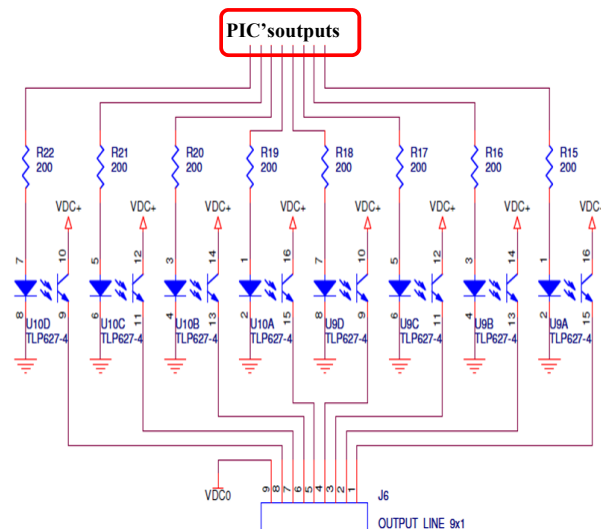 PIC'soutputs
R22 R21 R20 R19 R18 R17 R16 R15
200 200 200 200 200 200 200 200
VDC+ VDC+ VDC+ VDC+ VDC+ VDC+ VDC+ VDC+
7 10 5 12 3 14 1 16 7 10 5 12 3 14 1 16
8 9 6 11 4 13 2 15 8 9 6 11 4 13 2 15
U10D U10C U10B U10A U9D U9C U9B U9A
TLP627-4 TLP627-4 TLP627-4 TLP627-4 TLP627-4 TLP627-4 TLP627-4 TLP627-4
9 8 7 6 5 4 3 2 1
VDC0
J6
OUTPUT LINE 9x1